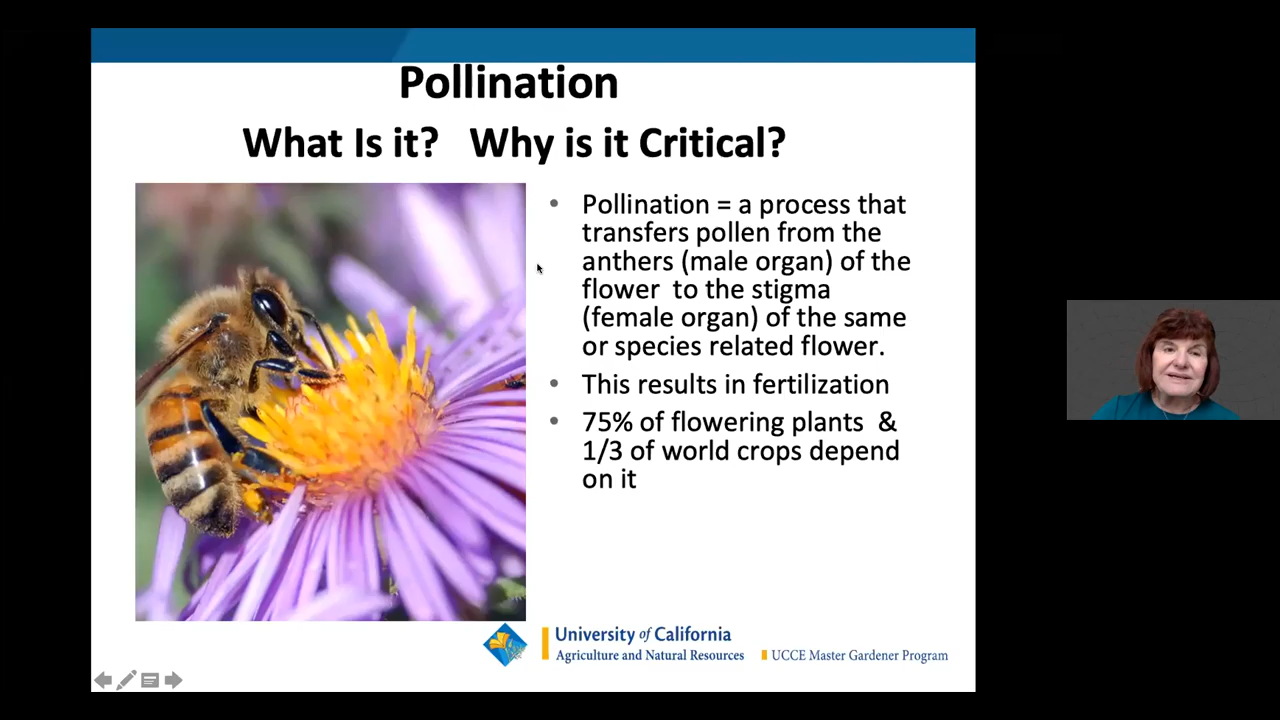 Pollination
What Is it? Why is it Critical?
• Pollination = a process that
transfers pollen from the
anthers (male organ) of the
flower to the stigma
(female organ) of the same
or species related flower.
• This results in fertilization
• 75% of flowering plants &
1/3 of world crops depend
on it
University of California
Agriculture and Natural Resources
UCCE Master Gardener Program